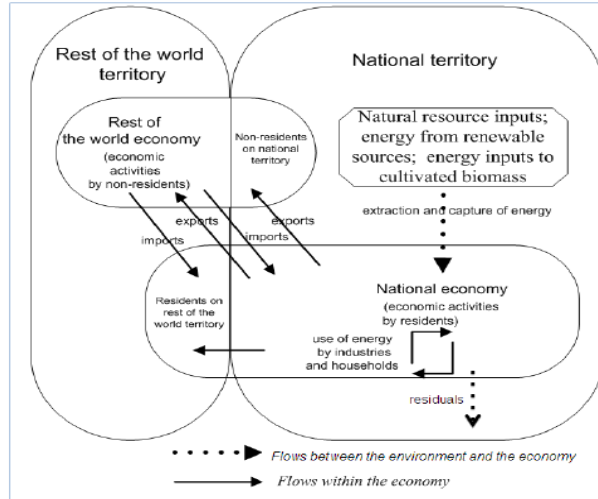 Rest of the world
territory
National territory
Rest of
the world economy
(economic
activities
by non-residents)
Non-residents
on national
territory
Natural resource inputs;
energy from renewable
sources; energy inputs to
cultivated biomass
extraction and capture of energy
exports
exports
imports
imports
Residents on
rest of the
world territory
National economy
(economic activities
by residents)
use of energy
by industries
and households
residuals
Flows between the environment and the economy
Flows within the economy